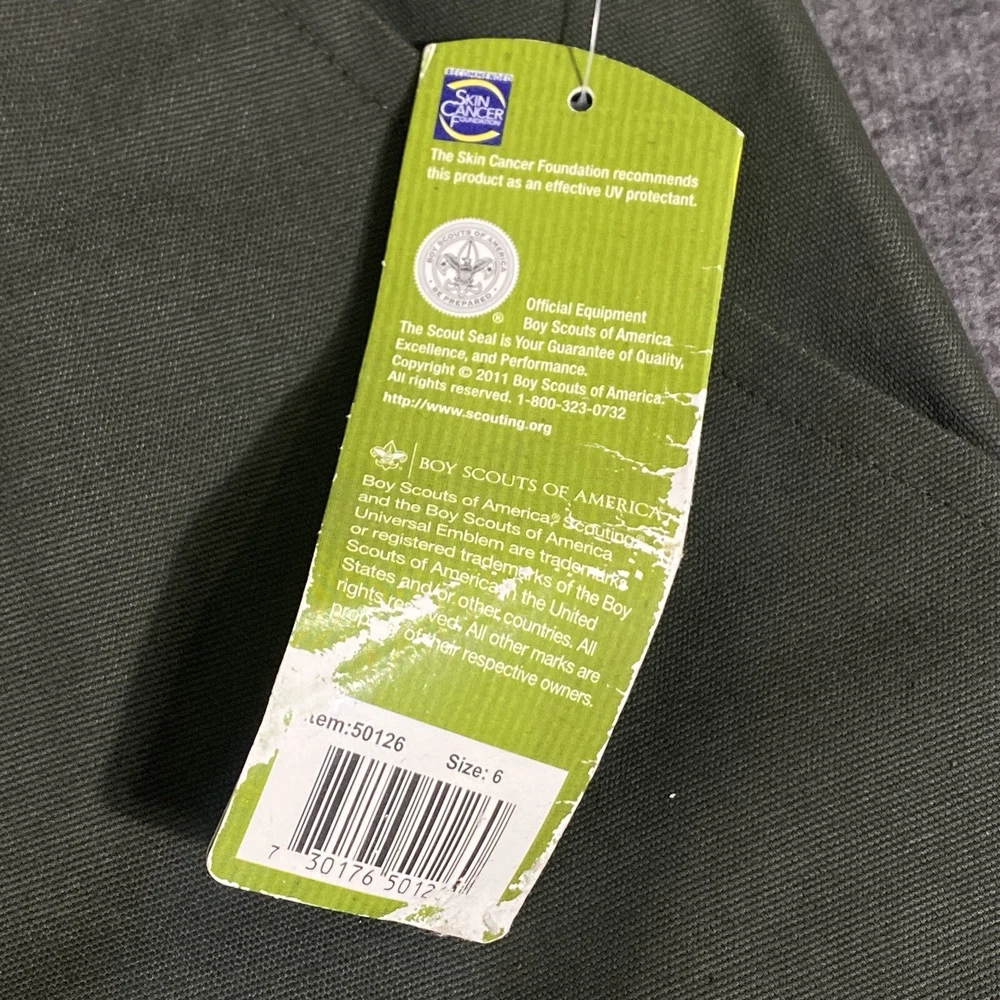 RECOMMENDED
SKIN
CANCER
FOUNDATION
The Skin Cancer Foundation recommends
this product as an effective UV protectant.
BOY SCOUTS OF AMERICA
BE PREPARED
®
Official Equipment
Boy Scouts of America.
The Scout Seal is Your Guarantee of Quality,
Excellence, and Performance.
Copyright © 2011 Boy Scouts of America.
All rights reserved. 1-800-323-0732
http://www.scouting.org
BOY SCOUTS OF AMERICA
Boy Scouts of America,® Scouting,
and the Boy Scouts of America
Universal Emblem are trademarks
or registered trademarks of the Boy
Scouts of America in the United
States and/or other countries. All
rights reserved. All other marks are
of their respective owners.
Item:50126
Size: 6
7 30176 5012